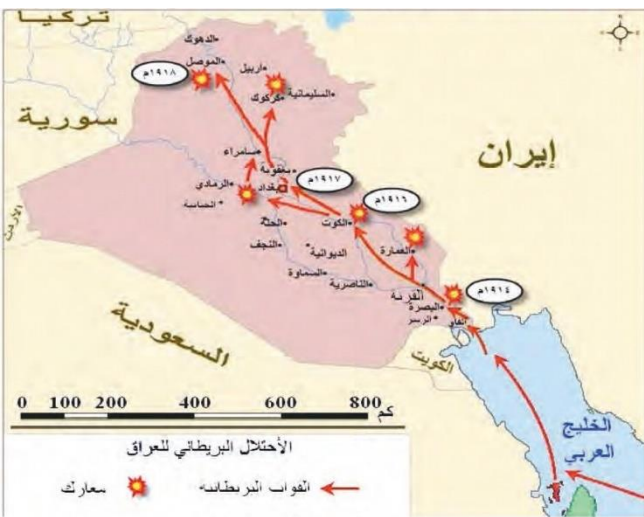 تركيا
الدهوك
الموصل
١٩١٨م
أربيل
كركوك
السليمانية
سورية
إيران
سامراء
بعقوبة
١٩١٧م
الرمادي
بغداد
١٩١٦م
الأردن
الكوت
الحلة
العمارة
الديوانية
النجف
السماوة
الناصرية
القرنة
١٩١٤م
البصرة
الفاو
السعودية
الكويت
0 100 200 400 600 800 كم
الخليج
العربي
الأحتلال البريطاني للعراق
القوات البريطانية
معارك